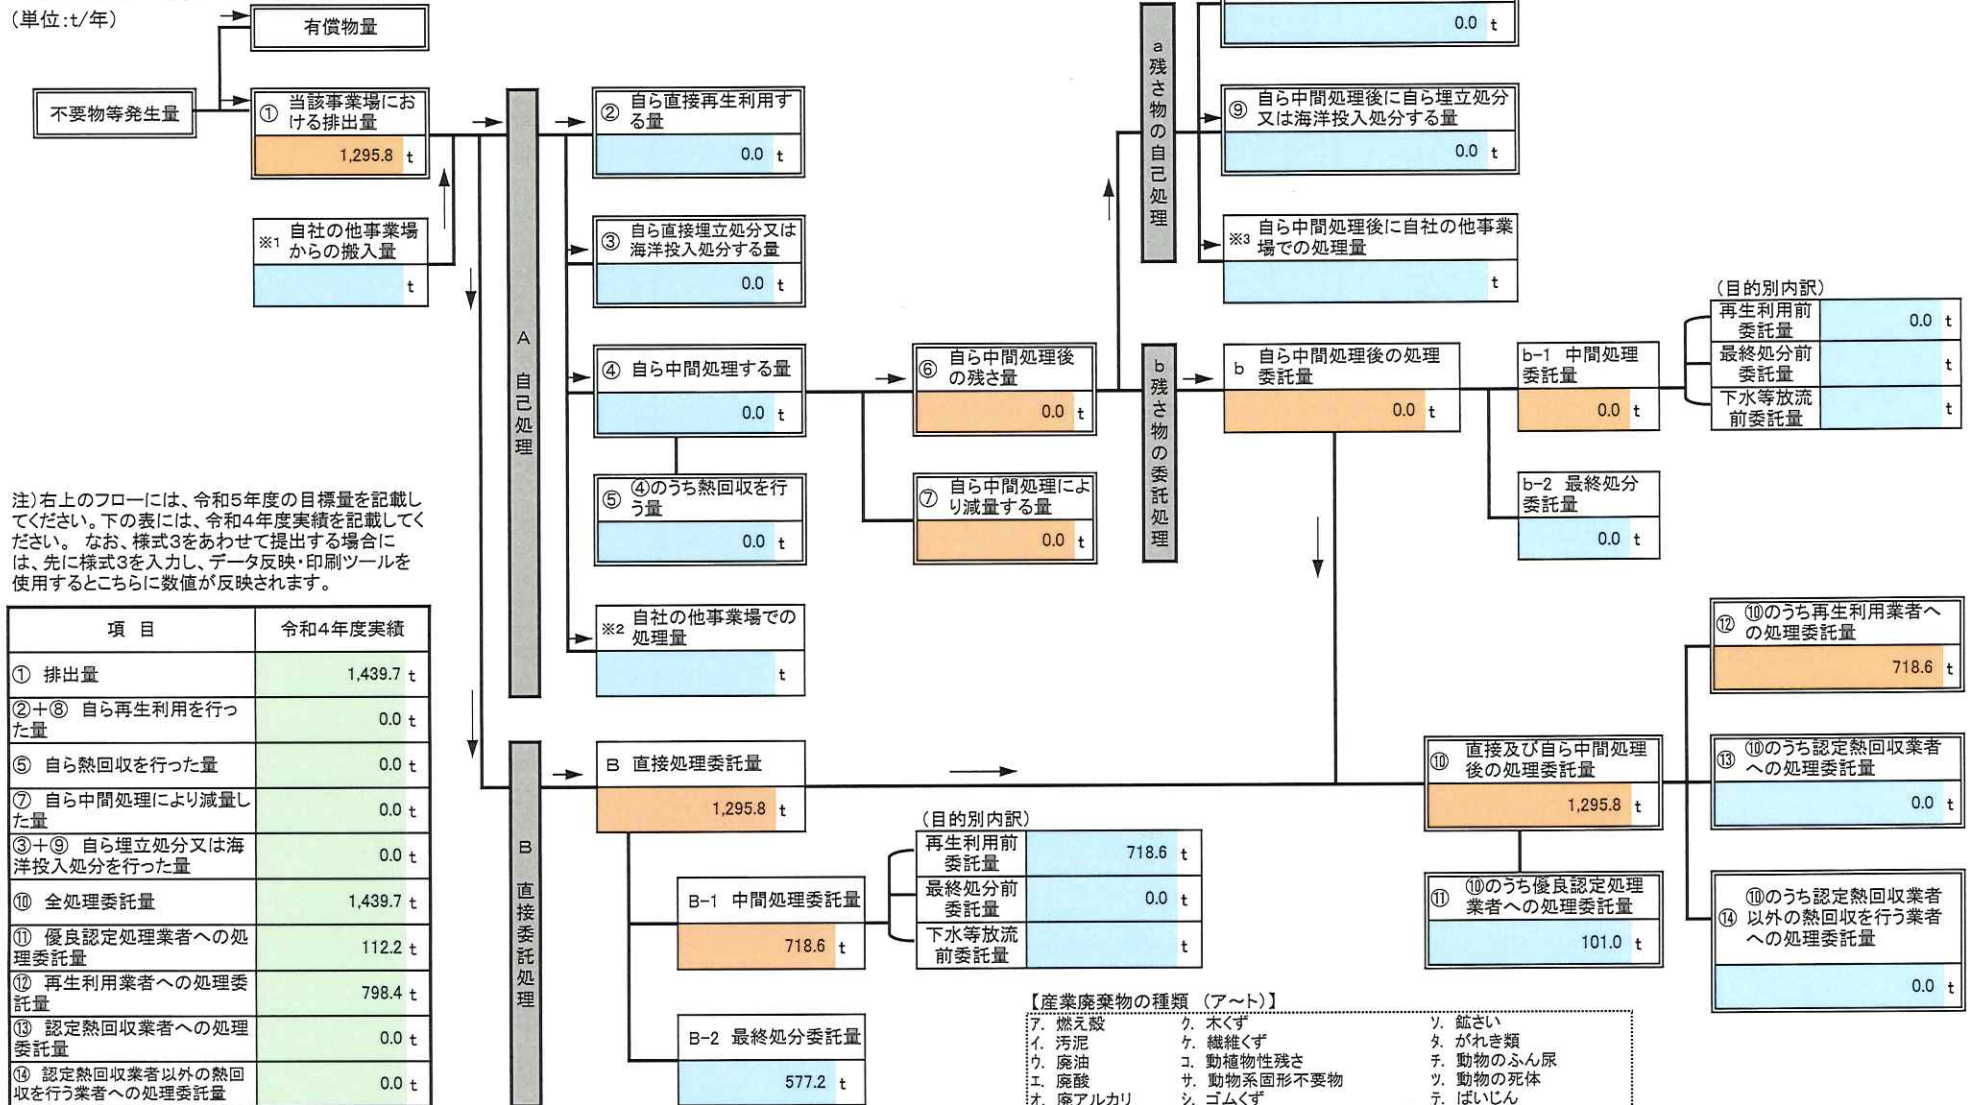 (単位:t/年)
有償物量
不要物等発生量
① 当該事業場にお
ける排出量
1,295.8 t
※1 自社の他事業場
からの搬入量
t
A 自己処理
② 自ら直接再生利用す
る量
0.0 t
③ 自ら直接埋立処分又は
海洋投入処分する量
0.0 t
④ 自ら中間処理する量
0.0 t
⑤ ④のうち熱回収を行
う量
0.0 t
※2 自社の他事業場での
処理量
t
⑥ 自ら中間処理後
の残さ量
0.0 t
⑦ 自ら中間処理によ
り減量する量
0.0 t
a 残さ物の自己処理
0.0 t
⑨ 自ら中間処理後に自ら埋立処分
又は海洋投入処分する量
0.0 t
※3 自ら中間処理後に自社の他事業
場での処理量
t
b 残さ物の委託処理
b 自ら中間処理後の処理
委託量
0.0 t
b-1 中間処理
委託量
0.0 t
(目的別内訳)
再生利用前
委託量
0.0 t
最終処分前
委託量
t
下水等放流
前委託量
t
b-2 最終処分
委託量
0.0 t
注)右上のフローには、令和5年度の目標量を記載し
てください。下の表には、令和4年度実績を記載してく
ださい。 なお、様式3をあわせて提出する場合に
は、先に様式3を入力し、データ反映・印刷ツールを
使用するとこちらに数値が反映されます。
項 目 令和4年度実績
① 排出量 1,439.7 t
②+⑧ 自ら再生利用を行っ
た量 0.0 t
⑤ 自ら熱回収を行った量 0.0 t
⑦ 自ら中間処理により減量し
た量 0.0 t
③+⑨ 自ら埋立処分又は海
洋投入処分を行った量 0.0 t
⑩ 全処理委託量 1,439.7 t
⑪ 優良認定処理業者への処
理委託量 112.2 t
⑫ 再生利用業者への処理委
託量 798.4 t
⑬ 認定熱回収業者への処理
委託量 0.0 t
⑭ 認定熱回収業者以外の熱回
収を行う業者への処理委託量 0.0 t
B 直接委託処理
B 直接処理委託量
1,295.8 t
B-1 中間処理委託量
718.6 t
(目的別内訳)
再生利用前
委託量
718.6 t
最終処分前
委託量
0.0 t
下水等放流
前委託量
t
B-2 最終処分委託量
577.2 t
⑩ 直接及び自ら中間処理
後の処理委託量
1,295.8 t
⑪ ⑩のうち優良認定処理
業者への処理委託量
101.0 t
⑫ ⑩のうち再生利用業者へ
の処理委託量
718.6 t
⑬ ⑩のうち認定熱回収業者
への処理委託量
0.0 t
⑭ ⑩のうち認定熱回収業者
以外の熱回収を行う業者
への処理委託量
0.0 t
【産業廃棄物の種類 (ア~ト)】
ア. 燃え殻 ク. 木くず ソ. 鉱さい
イ. 汚泥 ケ. 繊維くず タ. がれき類
ウ. 廃油 コ. 動植物性残さ チ. 動物のふん尿
エ. 廃酸 サ. 動物系固形不要物 ツ. 動物の死体
オ. 廃アルカリ シ. ゴムくず テ. ばいじん